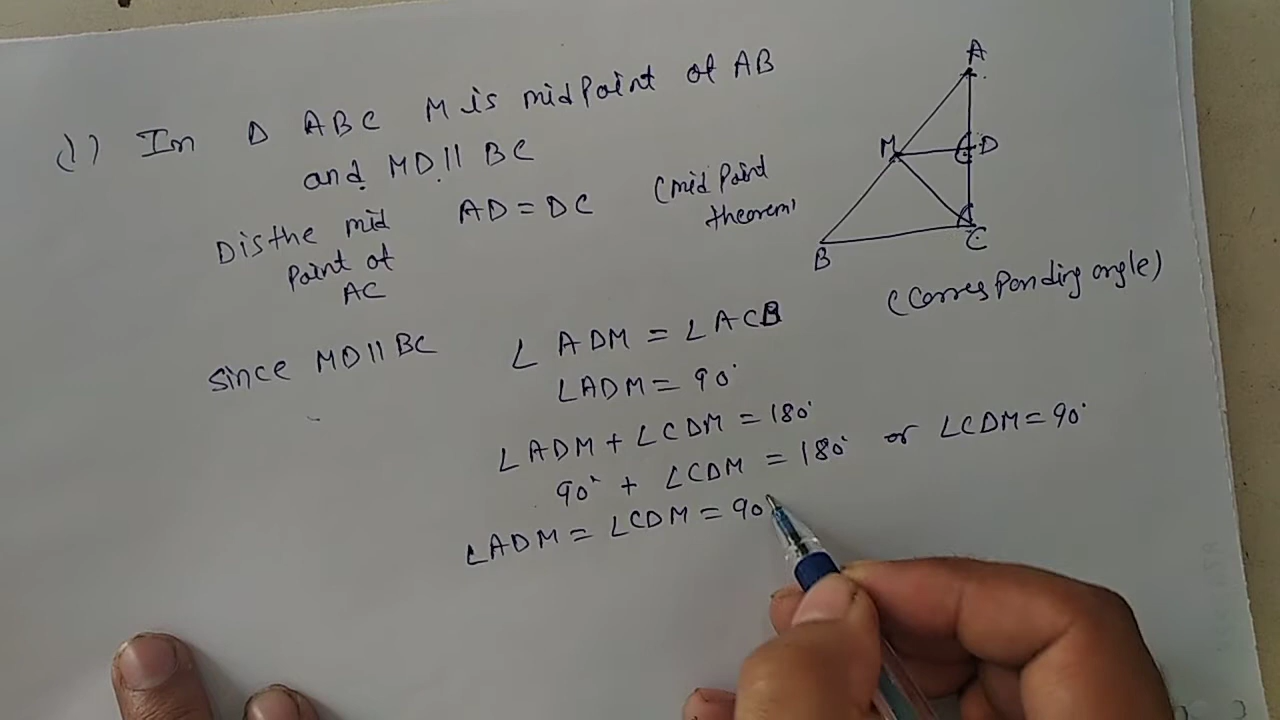 (1) In Δ ABC M is midpoint of AB
and MD || BC
D is the mid point of AC AD = DC (mid point theorem)
since MD || BC ∠ADM = ∠ACB (Corresponding angle)
∠ADM = 90°
∠ADM + ∠CDM = 180°
90° + ∠CDM = 180° or ∠CDM = 90°
∠ADM = ∠CDM = 90°
A
M D
B C